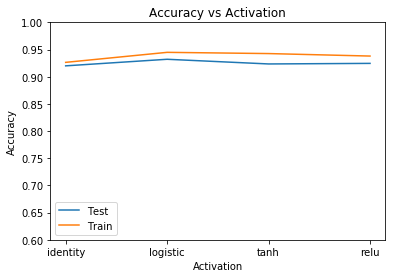 Accuracy vs Activation
1.00
0.95
0.90
0.85
0.80
0.75
0.70
0.65
0.60
Accuracy
Test
Train
identity logistic tanh relu
Activation